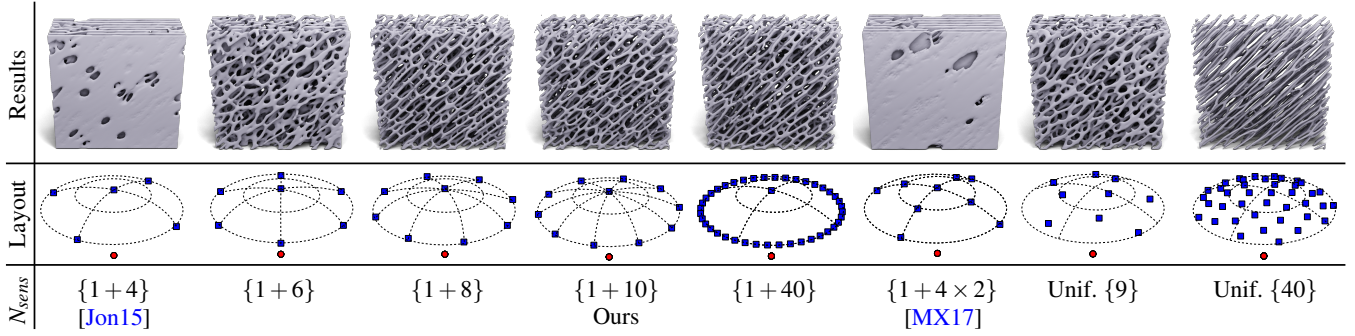 Results
Layout
N_sens {1+4} {1+6} {1+8} {1+10} {1+40} {1+4×2} Unif. {9} Unif. {40}
[Jon15] Ours [MX17]